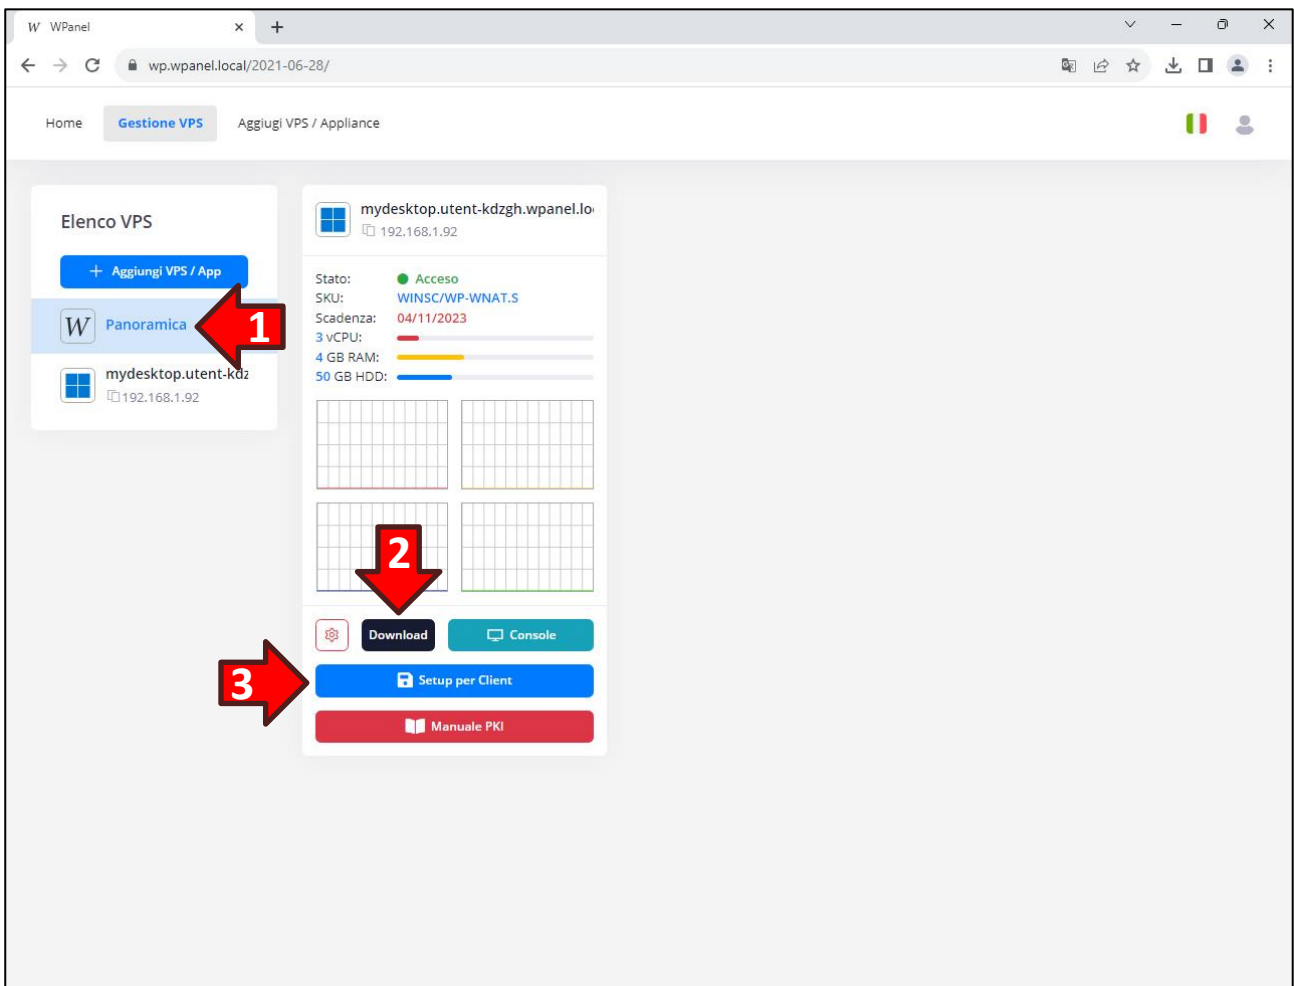 W WPanel
wp.wpanel.local/2021-06-28/
Home Gestione VPS Aggiugi VPS / Appliance
Elenco VPS
+ Aggiungi VPS / App
W Panoramica
1
mydesktop.utent-kdz
192.168.1.92
mydesktop.utent-kdzgh.wpanel.lo
192.168.1.92
Stato: Acceso
SKU: WINSC/WP-WNAT.S
Scadenza: 04/11/2023
3 vCPU:
4 GB RAM:
50 GB HDD:
2
Download Console
3
Setup per Client
Manuale PKI